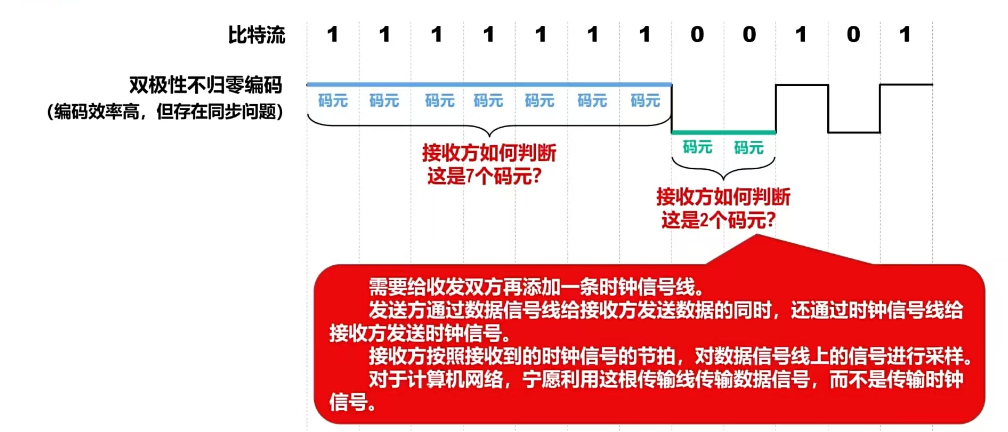 比特流 1 1 1 1 1 1 1 0 0 1 0 1
双极性不归零编码
(编码效率高，但存在同步问题)
码元 码元 码元 码元 码元 码元 码元
码元 码元
接收方如何判断
这是7个码元？
接收方如何判断
这是2个码元？
需要给收发双方再添加一条时钟信号线。
发送方通过数据信号线给接收方发送数据的同时，还通过时钟信号线给
接收方发送时钟信号。
接收方按照接收到的时钟信号的节拍，对数据信号线上的信号进行采样。
对于计算机网络，宁愿利用这根传输线传输数据信号，而不是传输时钟
信号。